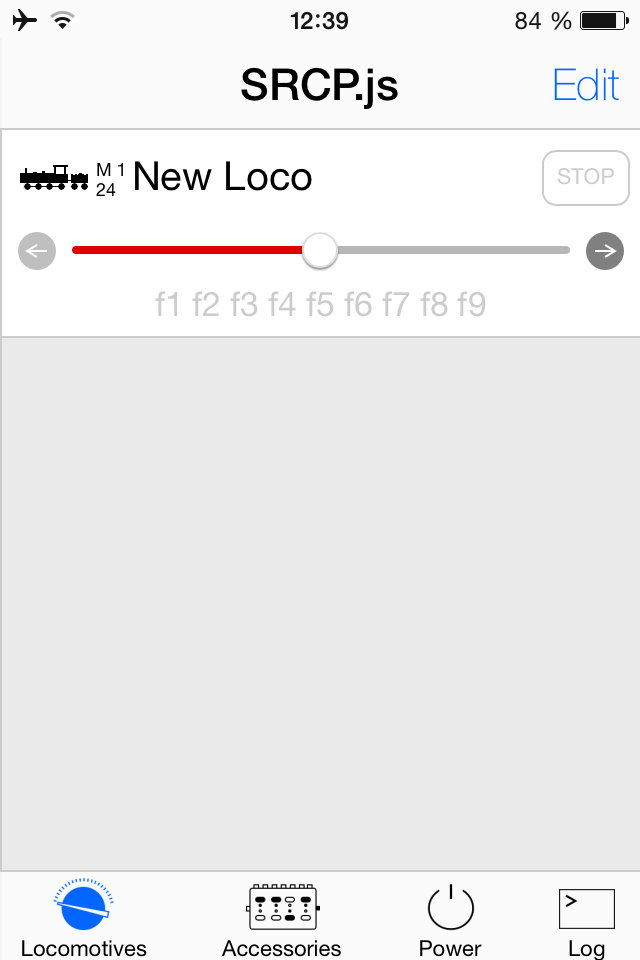 12:39 84 %
SRCP.js Edit
M 1
24
New Loco STOP
f1 f2 f3 f4 f5 f6 f7 f8 f9
Locomotives Accessories Power Log